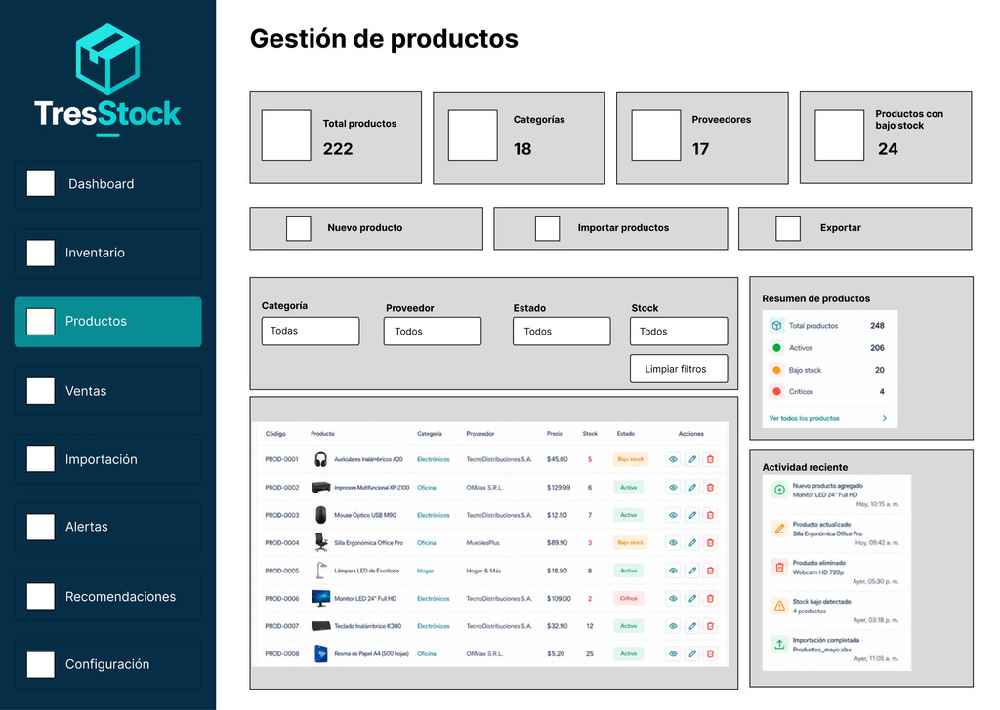 TresStock
Dashboard
Inventario
Productos
Ventas
Importación
Alertas
Recomendaciones
Configuración
Gestión de productos
Total productos
222
Categorías
18
Proveedores
17
Productos con
bajo stock
24
Nuevo producto
Importar productos
Exportar
Categoría Proveedor Estado Stock
Todas Todos Todos Todos
Limpiar filtros
Código Producto Categoría Proveedor Precio Stock Estado Acciones
PROD-0001 Auriculares Inalámbricos A20 Electrónicos TecnoDistribuciones S.A. $45.00 5 Bajo stock
PROD-0002 Impresora Multifuncional XP-2100 Oficina OfiMax S.R.L. $129.99 6 Activo
PROD-0003 Mouse Óptico USB M90 Electrónicos TecnoDistribuciones S.A. $12.50 7 Activo
PROD-0004 Silla Ergonómica Office Pro Oficina MueblesPlus $89.90 3 Bajo stock
PROD-0005 Lámpara LED de Escritorio Hogar Hogar & Más $18.90 8 Activo
PROD-0006 Monitor LED 24" Full HD Electrónicos TecnoDistribuciones S.A. $109.00 2 Crítico
PROD-0007 Teclado Inalámbrico K380 Electrónicos TecnoDistribuciones S.A. $32.90 12 Activo
PROD-0008 Resma de Papel A4 (500 hojas) Oficina OfiMax S.R.L. $5.20 25 Activo
Resumen de productos
Total productos 248
Activos 206
Bajo stock 20
Críticos 4
Ver todos los productos
Actividad reciente
Nuevo producto agregado
Monitor LED 24" Full HD
Hoy, 10:15 a. m.
Producto actualizado
Silla Ergonómica Office Pro
Hoy, 09:42 a. m.
Producto eliminado
Webcam HD 720p
Ayer, 05:30 p. m.
Stock bajo detectado
4 productos
Ayer, 03:18 p. m.
Importación completada
Productos_mayo.xlsx
Ayer, 11:05 a. m.